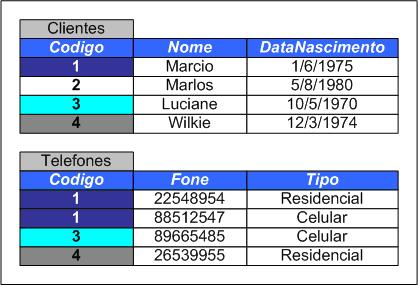 Clientes
Codigo Nome DataNascimento
1 Marcio 1/6/1975
2 Marlos 5/8/1980
3 Luciane 10/5/1970
4 Wilkie 12/3/1974
Telefones
Codigo Fone Tipo
1 22548954 Residencial
1 88512547 Celular
3 89665485 Celular
4 26539955 Residencial